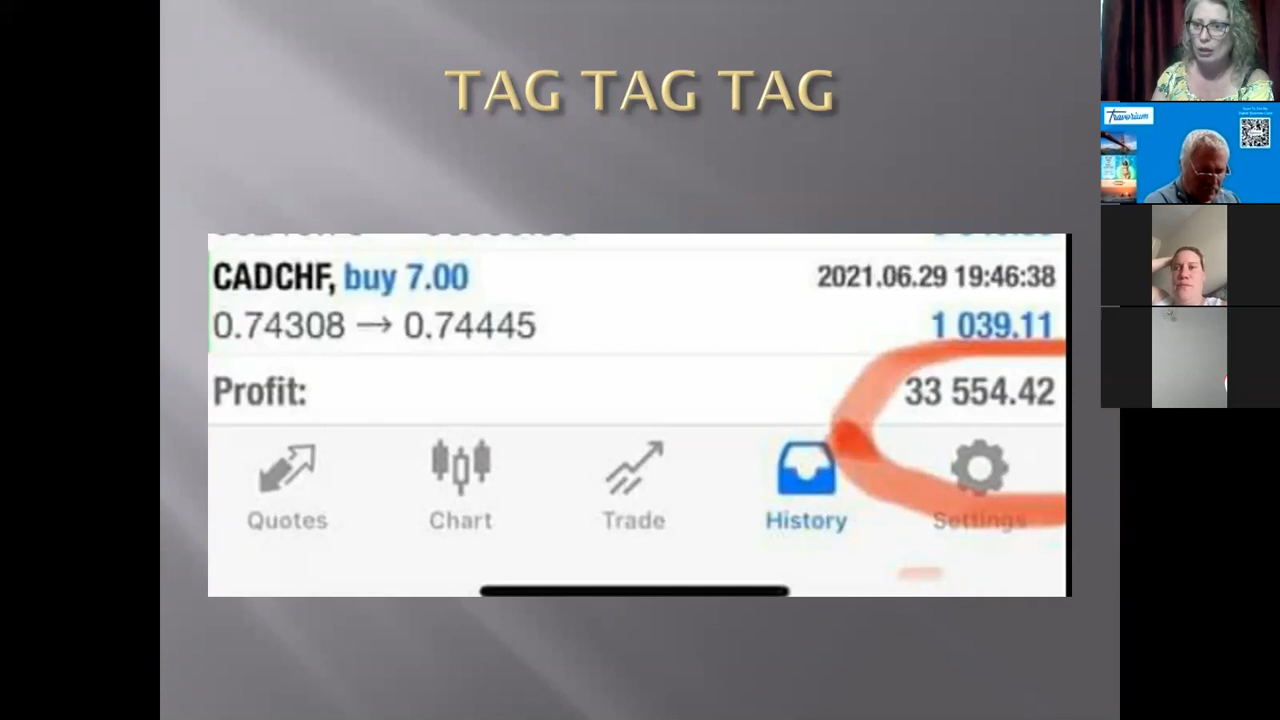 TAG TAG TAG
CADCHF, buy 7.00
2021.06.29 19:46:38
0.74308 → 0.74445
1 039.11
Profit:
33 554.42
Quotes
Chart
Trade
History
Settings
Travorium